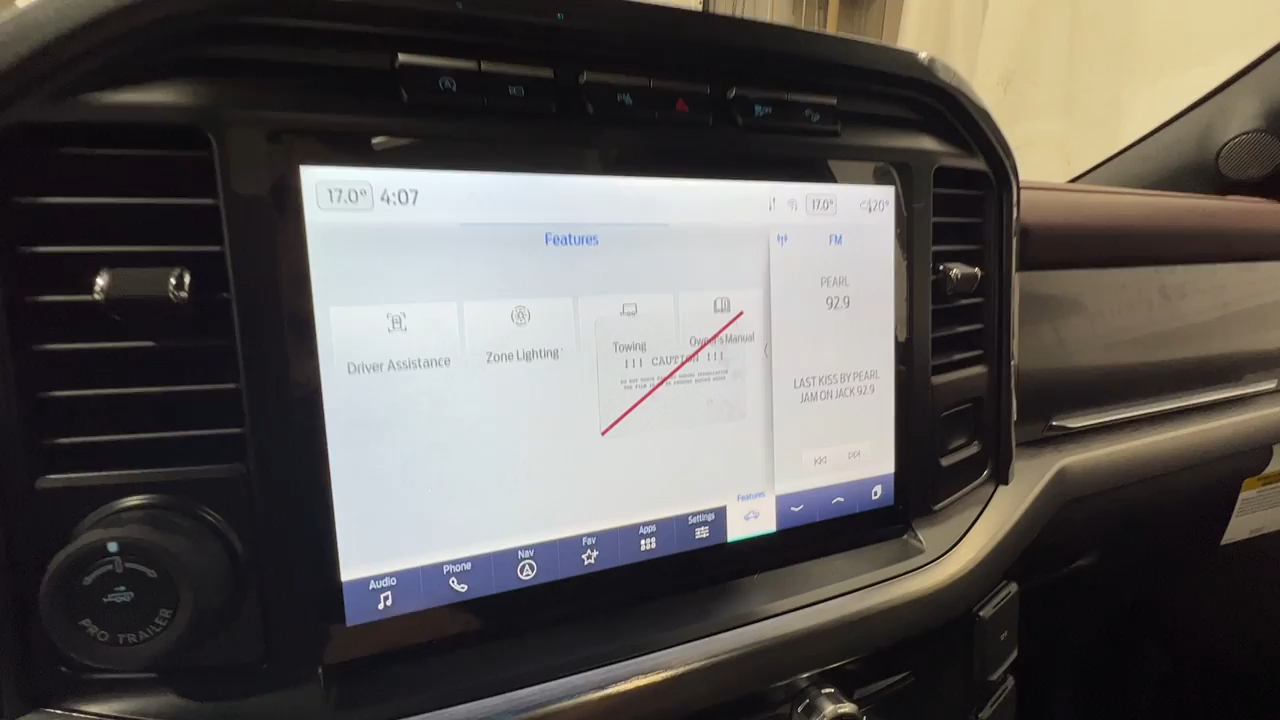 17.0° 4:07
17.0° 20°
Features
FM
PEARL
92.9
Driver Assistance
Zone Lighting
Towing
Owner's Manual
!!! CAUTION !!!
LAST KISS BY PEARL
JAM ON JACK 92.9
Audio
Phone
Nav
Fav
Apps
Settings
Features
PRO TRAILER